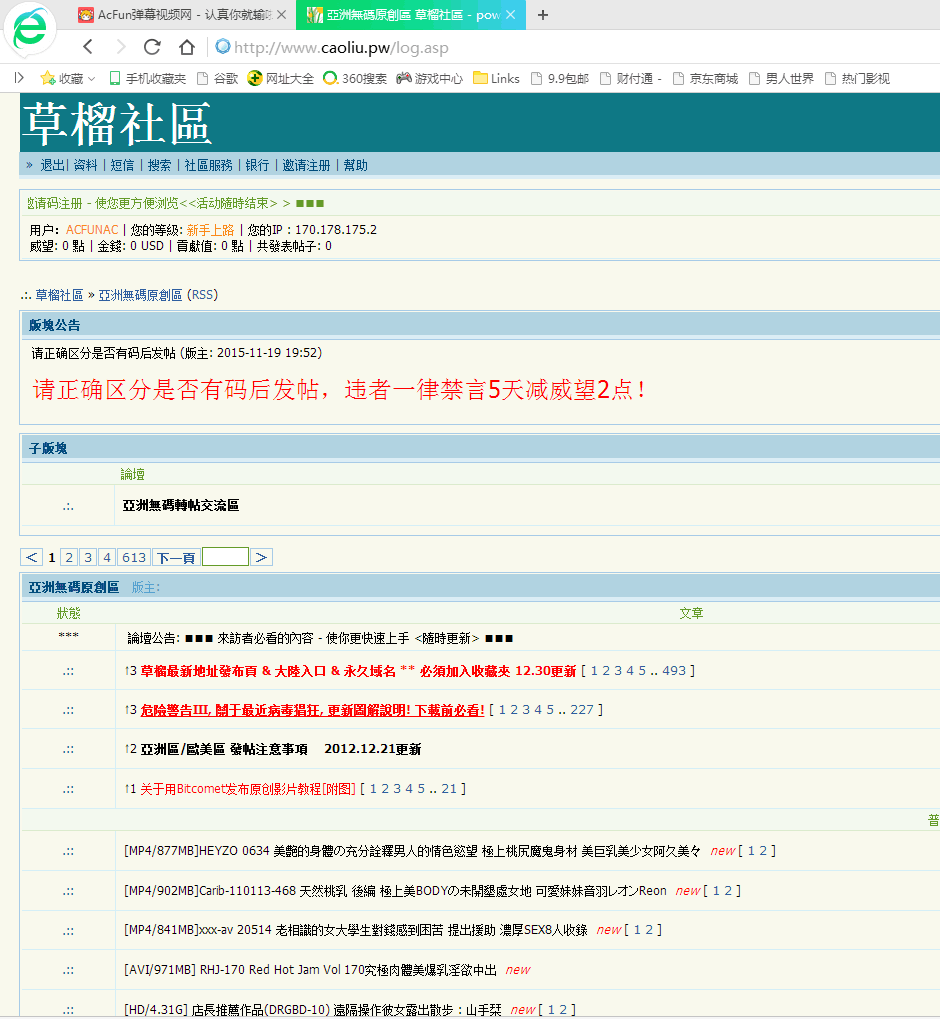 AcFun弹幕视频网 - 认真你就输啦
亞洲無碼原創區 草榴社區 - pow
http://www.caoliu.pw/log.asp
收藏 手机收藏夹 谷歌 网址大全 360搜索 游戏中心 Links 9.9包邮 财付通 - 京东商城 男人世界 热门影视
草榴社區
» 退出| 資料 | 短信 | 搜索 | 社區服務 | 银行 | 邀请注册 | 幫助
邀请码注册 - 使您更方便浏览<<活动随時结束> > ■■■
用户: ACFUNAC | 您的等级: 新手上路 | 您的IP : 170.178.175.2
威望: 0 點 | 金錢: 0 USD | 貢獻值: 0 點 | 共發表帖子: 0
.:. 草榴社區 » 亞洲無碼原創區 (RSS)
版塊公告
请正确区分是否有码后发帖 (版主: 2015-11-19 19:52)
请正确区分是否有码后发帖，违者一律禁言5天减威望2点！
子版塊
論壇
.:. 亞洲無碼轉帖交流區
< 1 2 3 4 613 下一頁 >
亞洲無碼原創區 版主:
狀態 文章
*** 論壇公告: ■■■ 來訪者必看的內容 - 使你更快速上手 <隨時更新> ■■■
.:: ↑3 草榴最新地址發布頁 & 大陸入口 & 永久域名 ** 必須加入收藏夾 12.30更新 [ 1 2 3 4 5 .. 493 ]
.:: ↑3 危險警告III, 關于最近病毒猖狂, 更新圖解說明! 下載前必看! [ 1 2 3 4 5 .. 227 ]
.:: ↑2 亞洲區/歐美區 發帖注意事項 2012.12.21更新
.:: ↑1 关于用Bitcomet发布原创影片教程[附图] [ 1 2 3 4 5 .. 21 ]
普
.:: [MP4/877MB]HEYZO 0634 美艷的身體の充分詮釋男人的情色慾望 極上桃尻魔鬼身材 美巨乳美少女阿久美々 new [ 1 2 ]
.:: [MP4/902MB]Carib-110113-468 天然桃乳 後編 極上美BODYの未開墾處女地 可愛妹妹音羽レオンReon new [ 1 2 ]
.:: [MP4/841MB]xxx-av 20514 老相識的女大學生對錢感到困苦 提出援助 濃厚SEX8人收錄 new [ 1 2 ]
.:: [AVI/971MB] RHJ-170 Red Hot Jam Vol 170究極肉體美爆乳淫欲中出 new
.:: [HD/4.31G] 店長推薦作品(DRGBD-10) 遠隔操作彼女露出散步：山手栞 new [ 1 2 ]